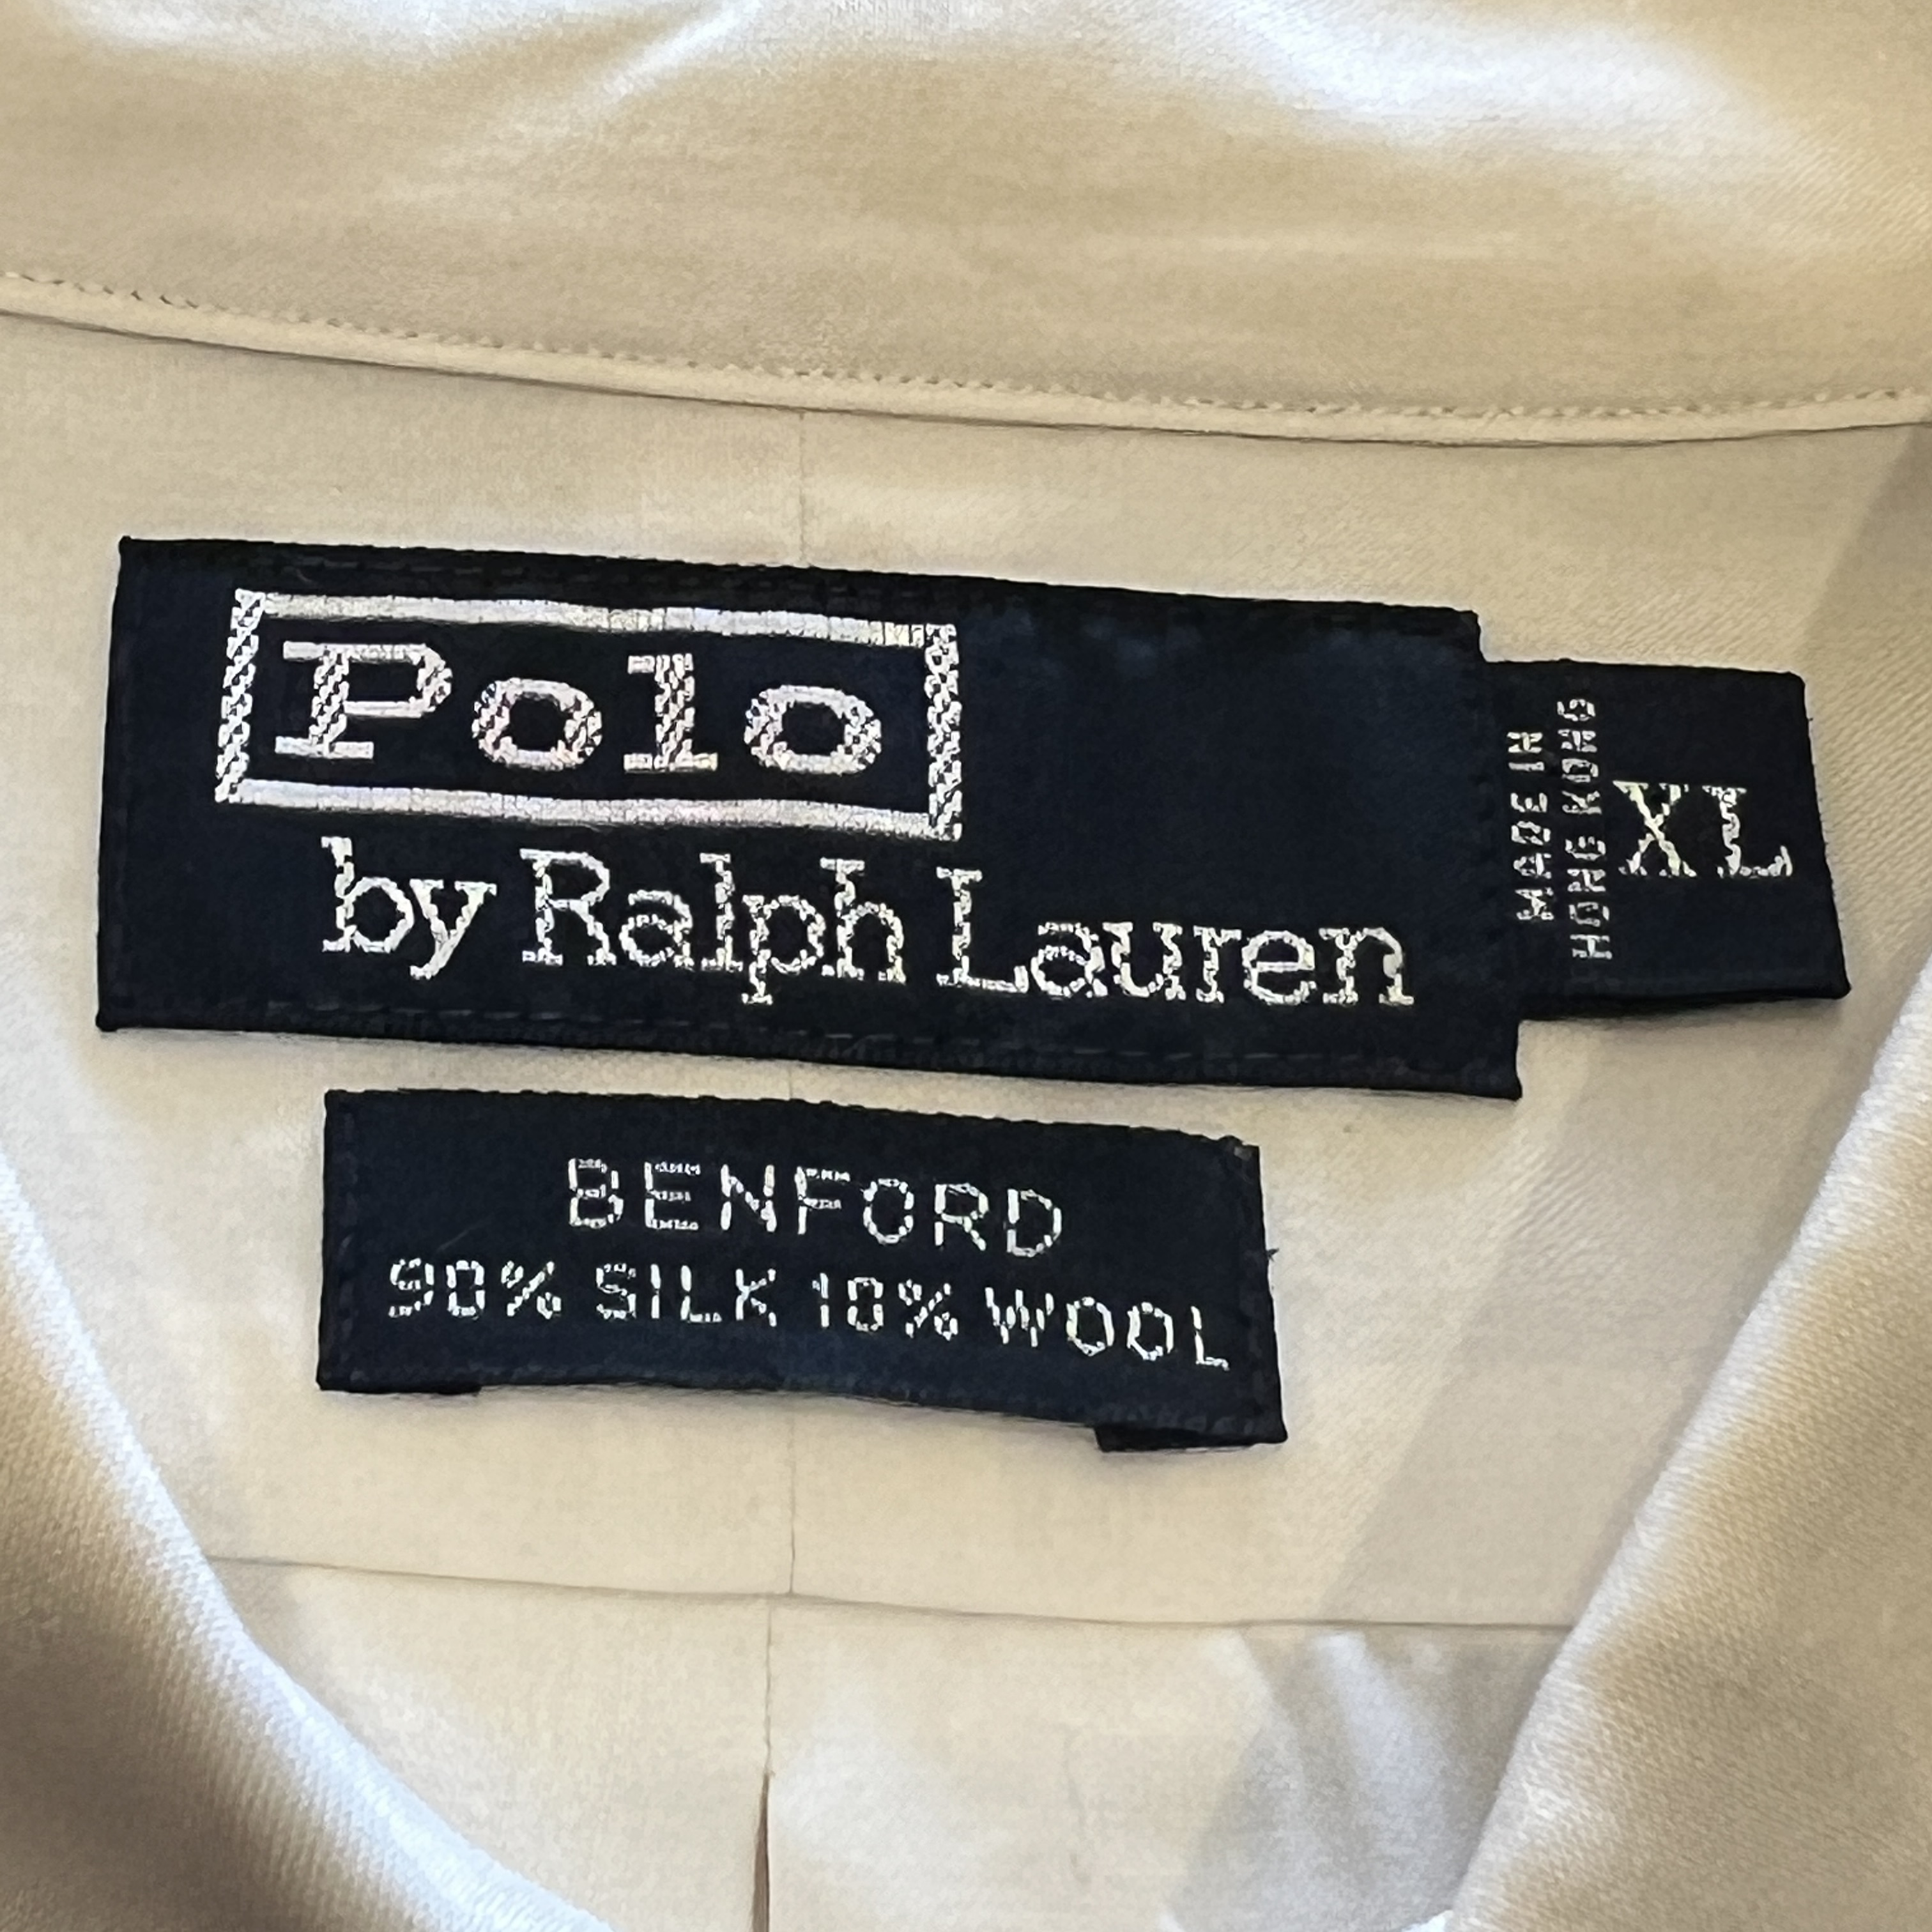 Polo
by Ralph Lauren
MADE IN
HONG KONG
XL
BENFORD
90% SILK 10% WOOL